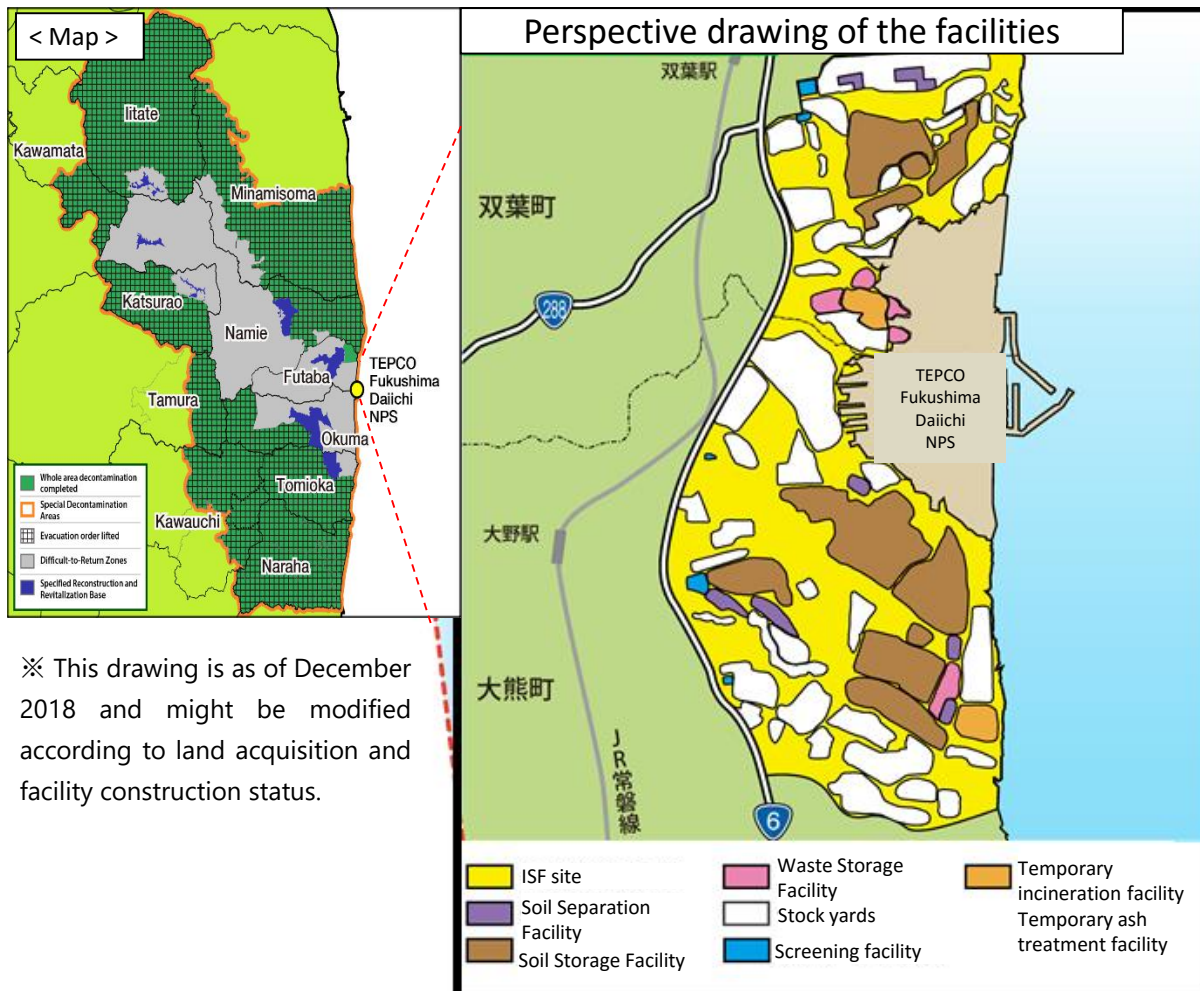 < Map >
Iitate
Kawamata
Minamisoma
Katsurao
Namie
Futaba
TEPCO
Fukushima
Daiichi
NPS
Tamura
Okuma
Tomioka
Kawauchi
Naraha
Whole area decontamination
completed
Special Decontamination
Areas
Evacuation order lifted
Difficult-to-Return Zones
Specified Reconstruction and
Revitalization Base
※ This drawing is as of December
2018 and might be modified
according to land acquisition and
facility construction status.
Perspective drawing of the facilities
双葉駅
双葉町
288
TEPCO
Fukushima
Daiichi
NPS
大野駅
大熊町
JR常磐線
6
ISF site
Soil Separation
Facility
Soil Storage Facility
Waste Storage
Facility
Stock yards
Screening facility
Temporary
incineration facility
Temporary ash
treatment facility